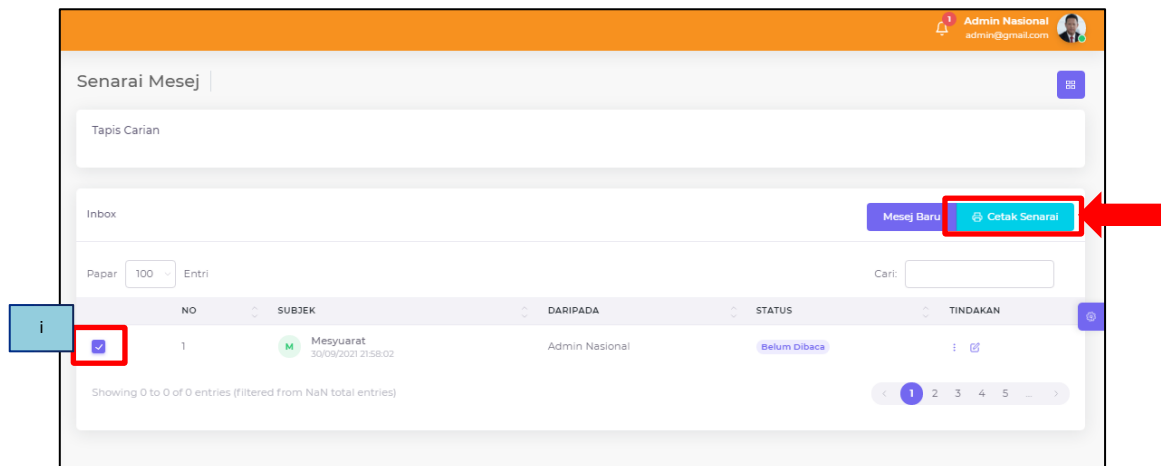 1
Admin Nasional
admin@gmail.com
Senarai Mesej
Tapis Carian
Inbox
Mesej Baru
Cetak Senarai
Papar 100 Entri
Cari:
NO SUBJEK DARIPADA STATUS TINDAKAN
i
1 M Mesyuarat Admin Nasional Belum Dibaca
30/09/2021 21:58:02
Showing 0 to 0 of 0 entries (filtered from NaN total entries)
1 2 3 4 5 ...